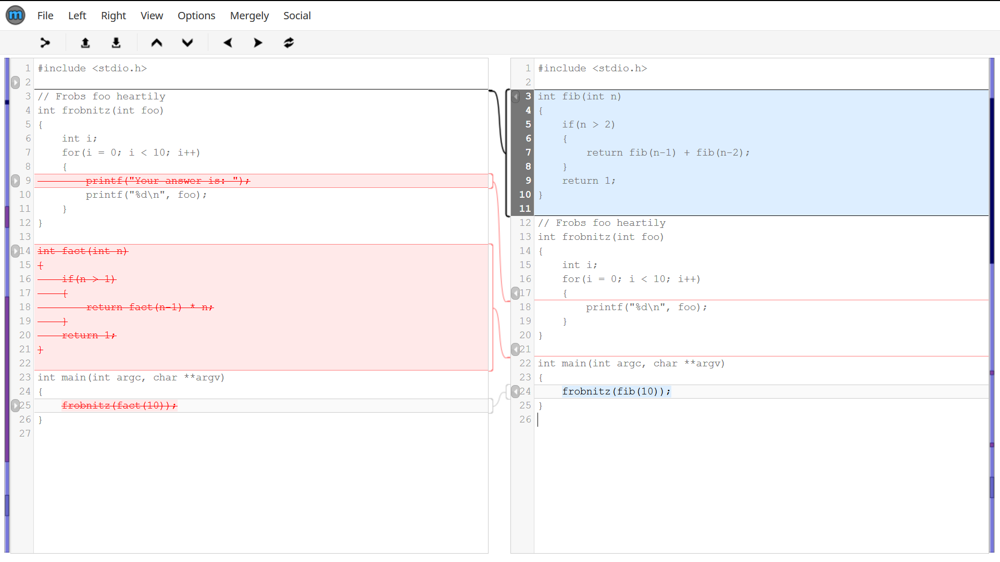 m File Left Right View Options Mergely Social
1 #include <stdio.h>
2
3 // Frobs foo heartily
4 int frobnitz(int foo)
5 {
6     int i;
7     for(i = 0; i < 10; i++)
8     {
9         printf("Your answer is: ");
10         printf("%d\n", foo);
11     }
12 }
13
14 int fact(int n)
15 {
16     if(n > 1)
17     {
18         return fact(n-1) * n;
19     }
20     return 1;
21 }
22
23 int main(int argc, char **argv)
24 {
25     frobnitz(fact(10));
26 }
27
1 #include <stdio.h>
2
3 int fib(int n)
4 {
5     if(n > 2)
6     {
7         return fib(n-1) + fib(n-2);
8     }
9     return 1;
10 }
11
12 // Frobs foo heartily
13 int frobnitz(int foo)
14 {
15     int i;
16     for(i = 0; i < 10; i++)
17     {
18         printf("%d\n", foo);
19     }
20 }
21
22 int main(int argc, char **argv)
23 {
24     frobnitz(fib(10));
25 }
26